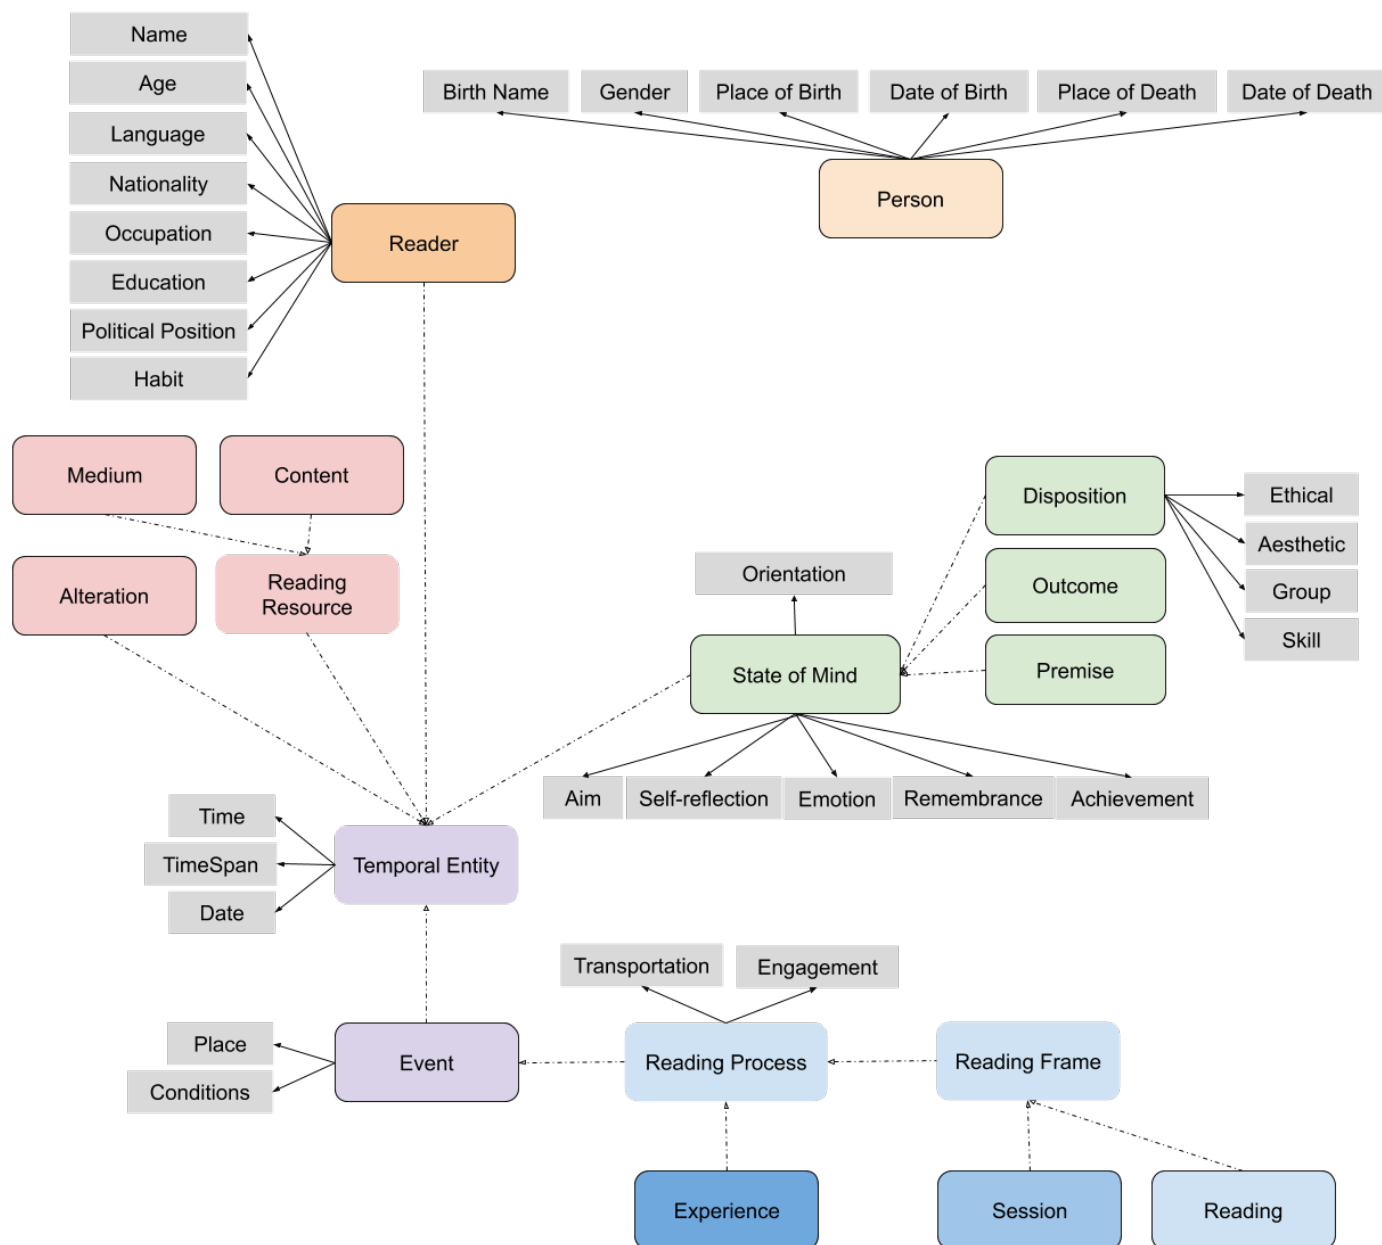 Name
Age
Language
Nationality
Occupation
Education
Political Position
Habit
Reader
Birth Name
Gender
Place of Birth
Date of Birth
Place of Death
Date of Death
Person
Medium
Content
Alteration
Reading
Resource
Disposition
Outcome
Premise
Ethical
Aesthetic
Group
Skill
Orientation
State of Mind
Aim
Self-reflection
Emotion
Remembrance
Achievement
Time
TimeSpan
Date
Temporal Entity
Transportation
Engagement
Place
Conditions
Event
Reading Process
Reading Frame
Experience
Session
Reading